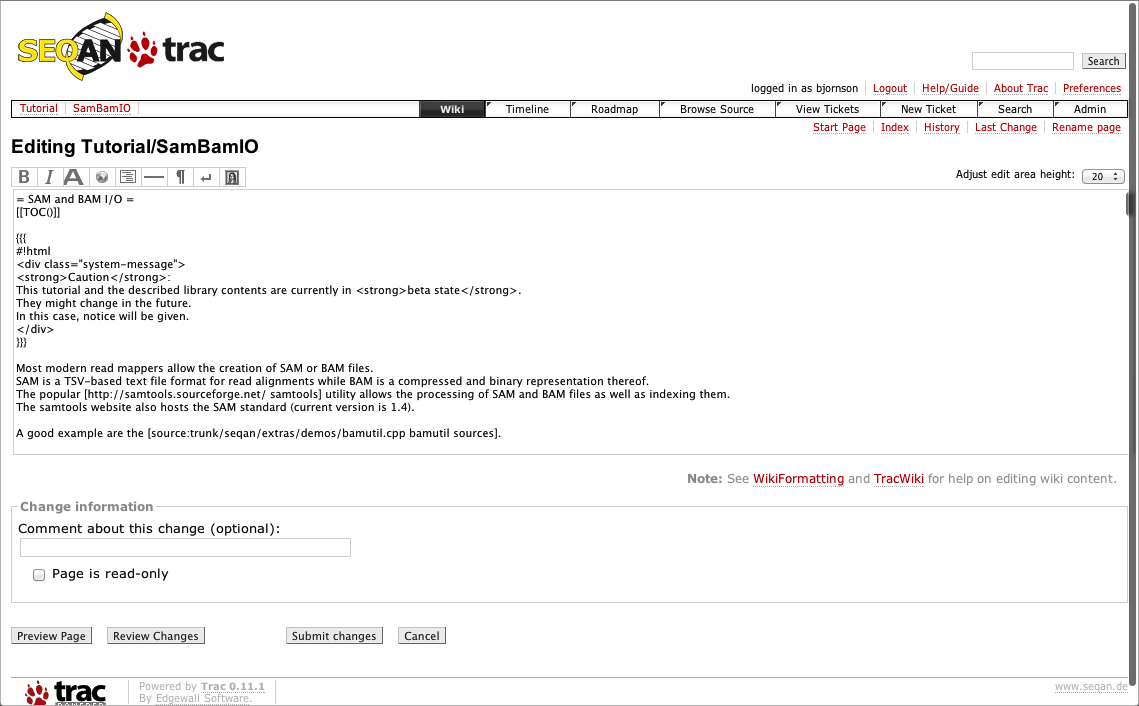 SEQAN trac
Search
logged in as bjornson Logout Help/Guide About Trac Preferences
Tutorial SamBamIO Wiki Timeline Roadmap Browse Source View Tickets New Ticket Search Admin
Start Page Index History Last Change Rename page
Editing Tutorial/SamBamIO
B I A ¶ Adjust edit area height: 20
= SAM and BAM I/O =
[[TOC()]]
{{{
#!html
<div class="system-message">
<strong>Caution</strong>:
This tutorial and the described library contents are currently in <strong>beta state</strong>.
They might change in the future.
In this case, notice will be given.
</div>
}}}
Most modern read mappers allow the creation of SAM or BAM files.
SAM is a TSV-based text file format for read alignments while BAM is a compressed and binary representation thereof.
The popular [http://samtools.sourceforge.net/ samtools] utility allows the processing of SAM and BAM files as well as indexing them.
The samtools website also hosts the SAM standard (current version is 1.4).
A good example are the [source:trunk/seqan/extras/demos/bamutil.cpp bamutil sources].
Note: See WikiFormatting and TracWiki for help on editing wiki content.
Change information
Comment about this change (optional):
Page is read-only
Preview Page Review Changes Submit changes Cancel
trac Powered by Trac 0.11.1 www.seqan.de
POWERED By Edgewall Software.